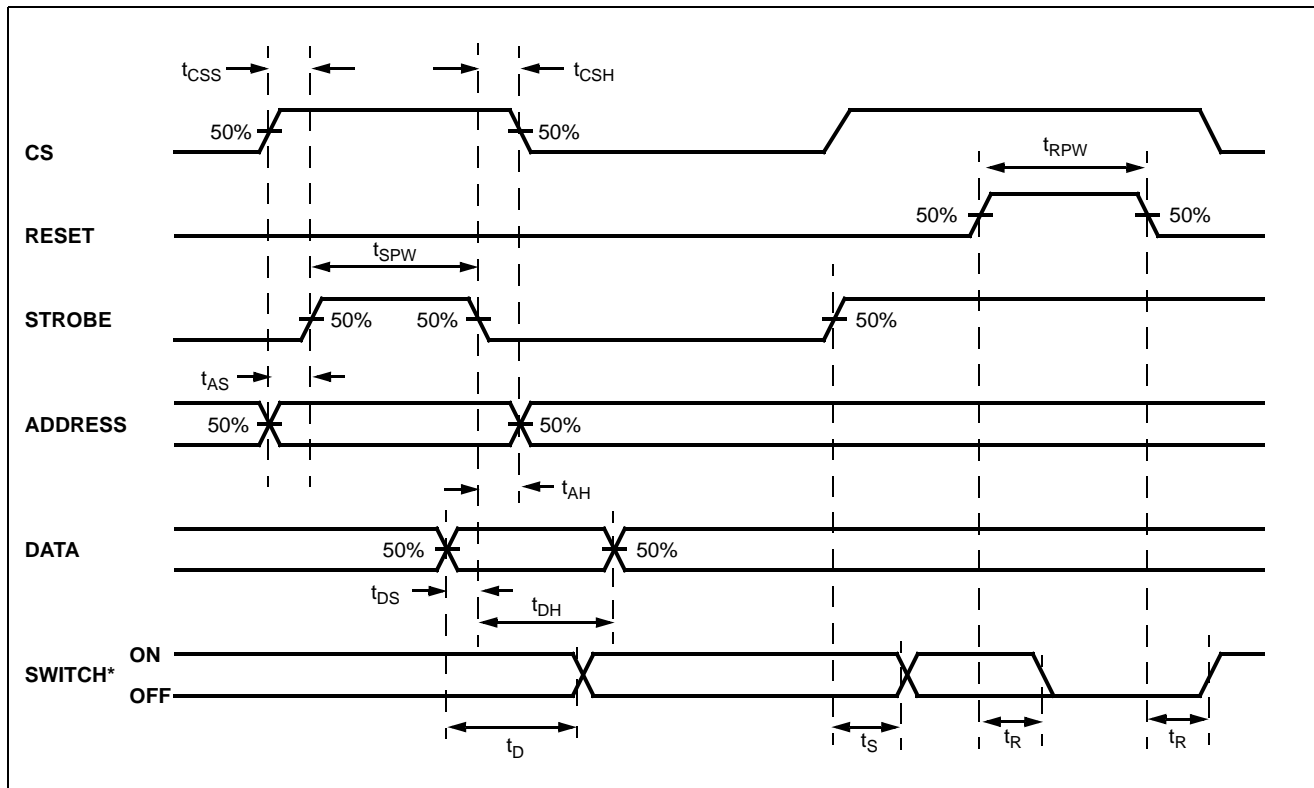 tCSS
tCSH
50%
50%
CS
tRPW
50%
50%
RESET
tSPW
50%
50%
50%
STROBE
tAS
50%
50%
ADDRESS
tAH
50%
50%
DATA
tDS
tDH
ON
SWITCH*
OFF
tD
tS
tR
tR